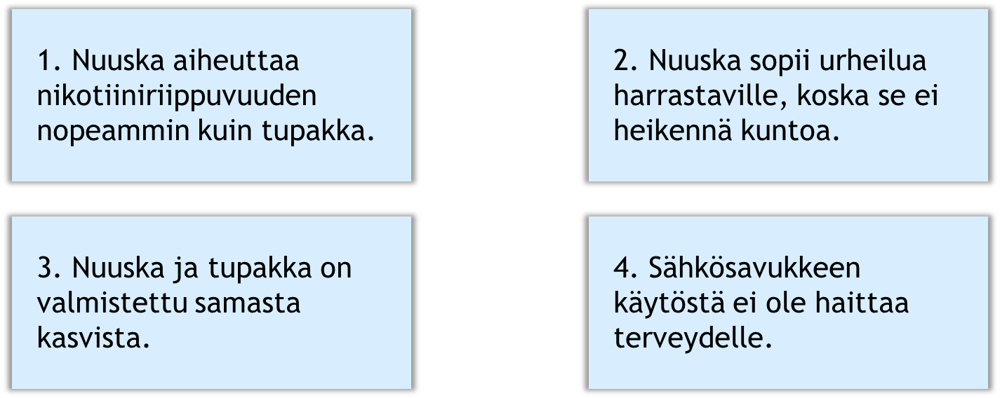 1. Nuuska aiheuttaa
nikotiiniriippuvuuden
nopeammin kuin tupakka.
2. Nuuska sopii urheilua
harrastaville, koska se ei
heikennä kuntoa.
3. Nuuska ja tupakka on
valmistettu samasta
kasvista.
4. Sähkösavukkeen
käytöstä ei ole haittaa
terveydelle.